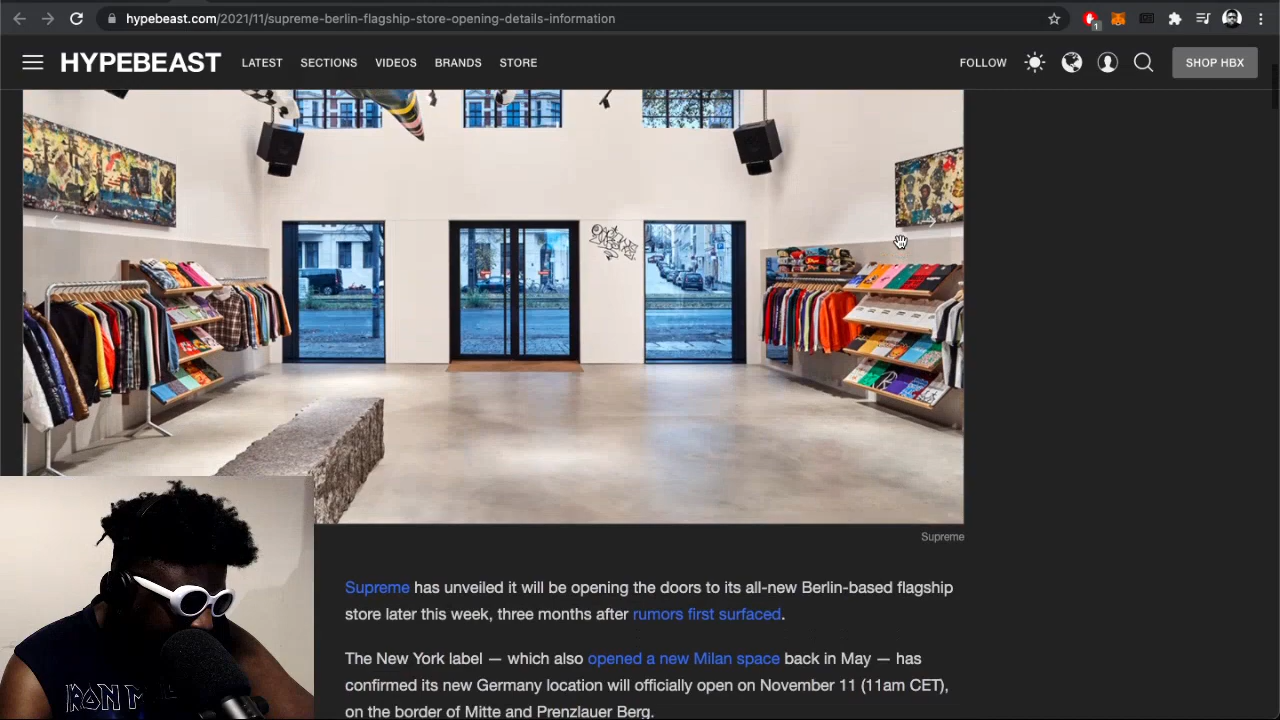 hypebeast.com/2021/11/supreme-berlin-flagship-store-opening-details-information
1
HYPEBEAST LATEST SECTIONS VIDEOS BRANDS STORE FOLLOW SHOP HBX
Supreme
Supreme has unveiled it will be opening the doors to its all-new Berlin-based flagship
store later this week, three months after rumors first surfaced.
The New York label — which also opened a new Milan space back in May — has
confirmed its new Germany location will officially open on November 11 (11am CET),
on the border of Mitte and Prenzlauer Berg.
IRON M